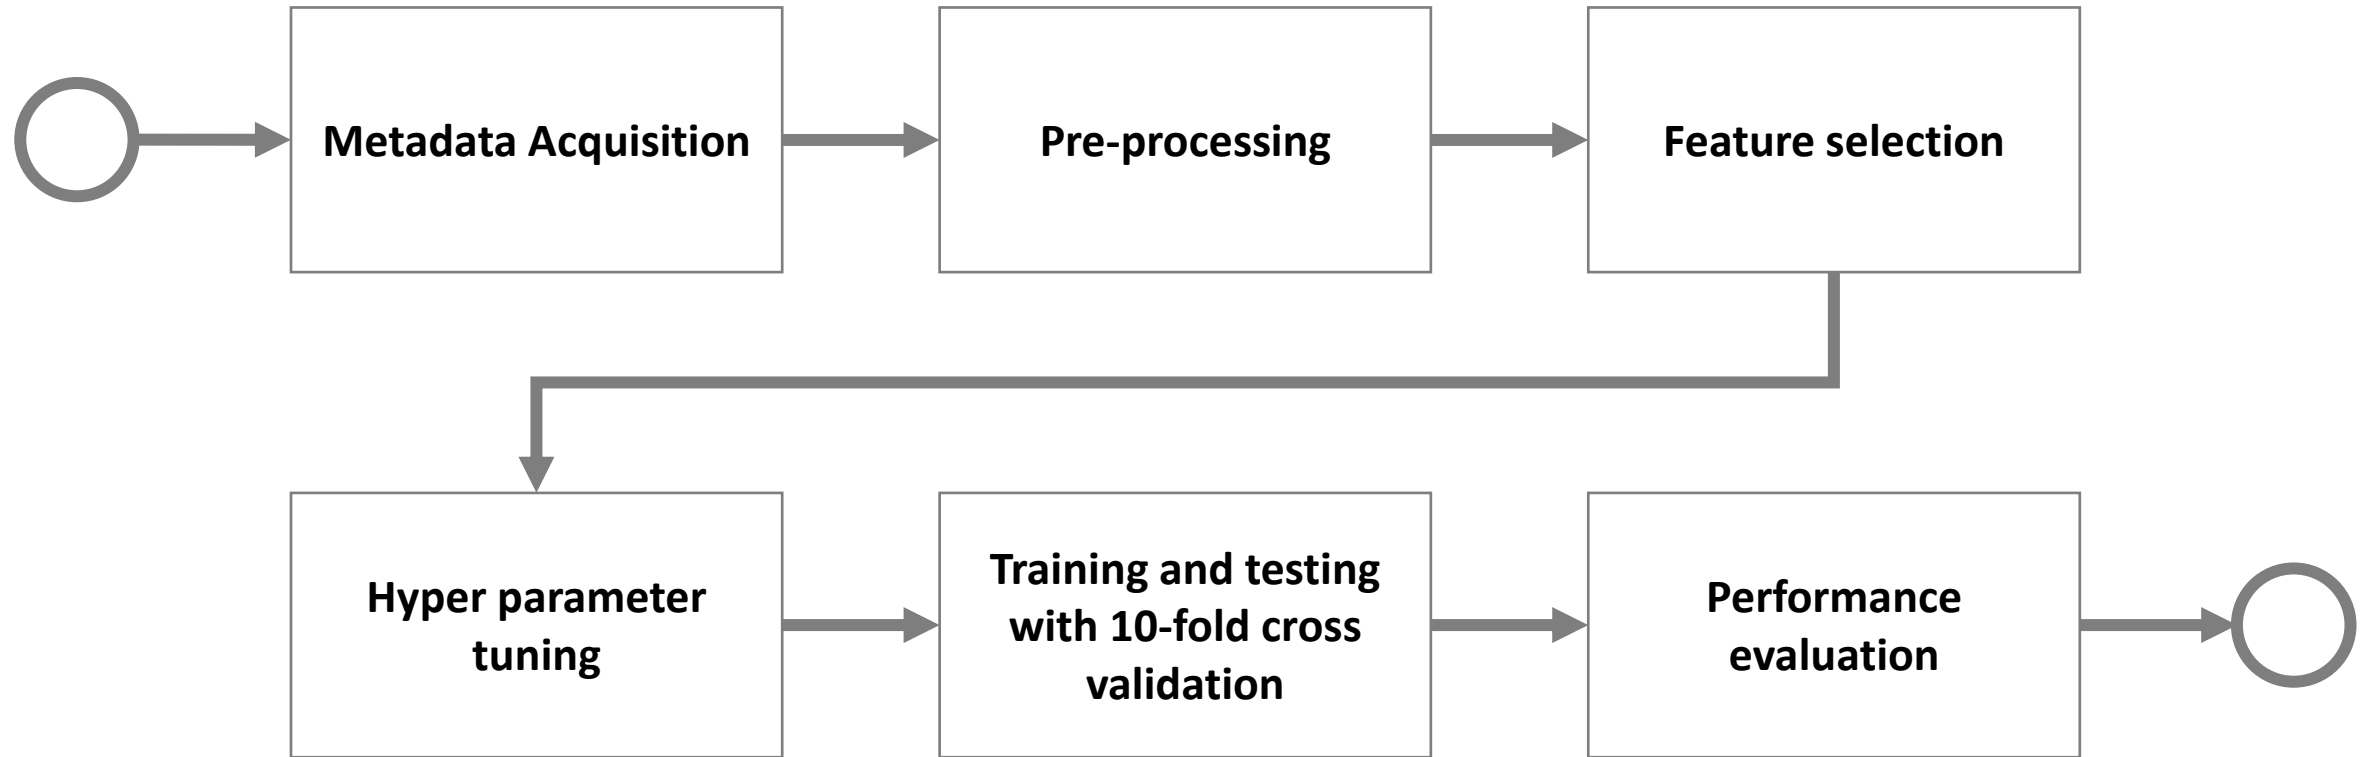 Metadata Acquisition
Pre-processing
Feature selection
Hyper parameter
tuning
Training and testing
with 10-fold cross
validation
Performance
evaluation